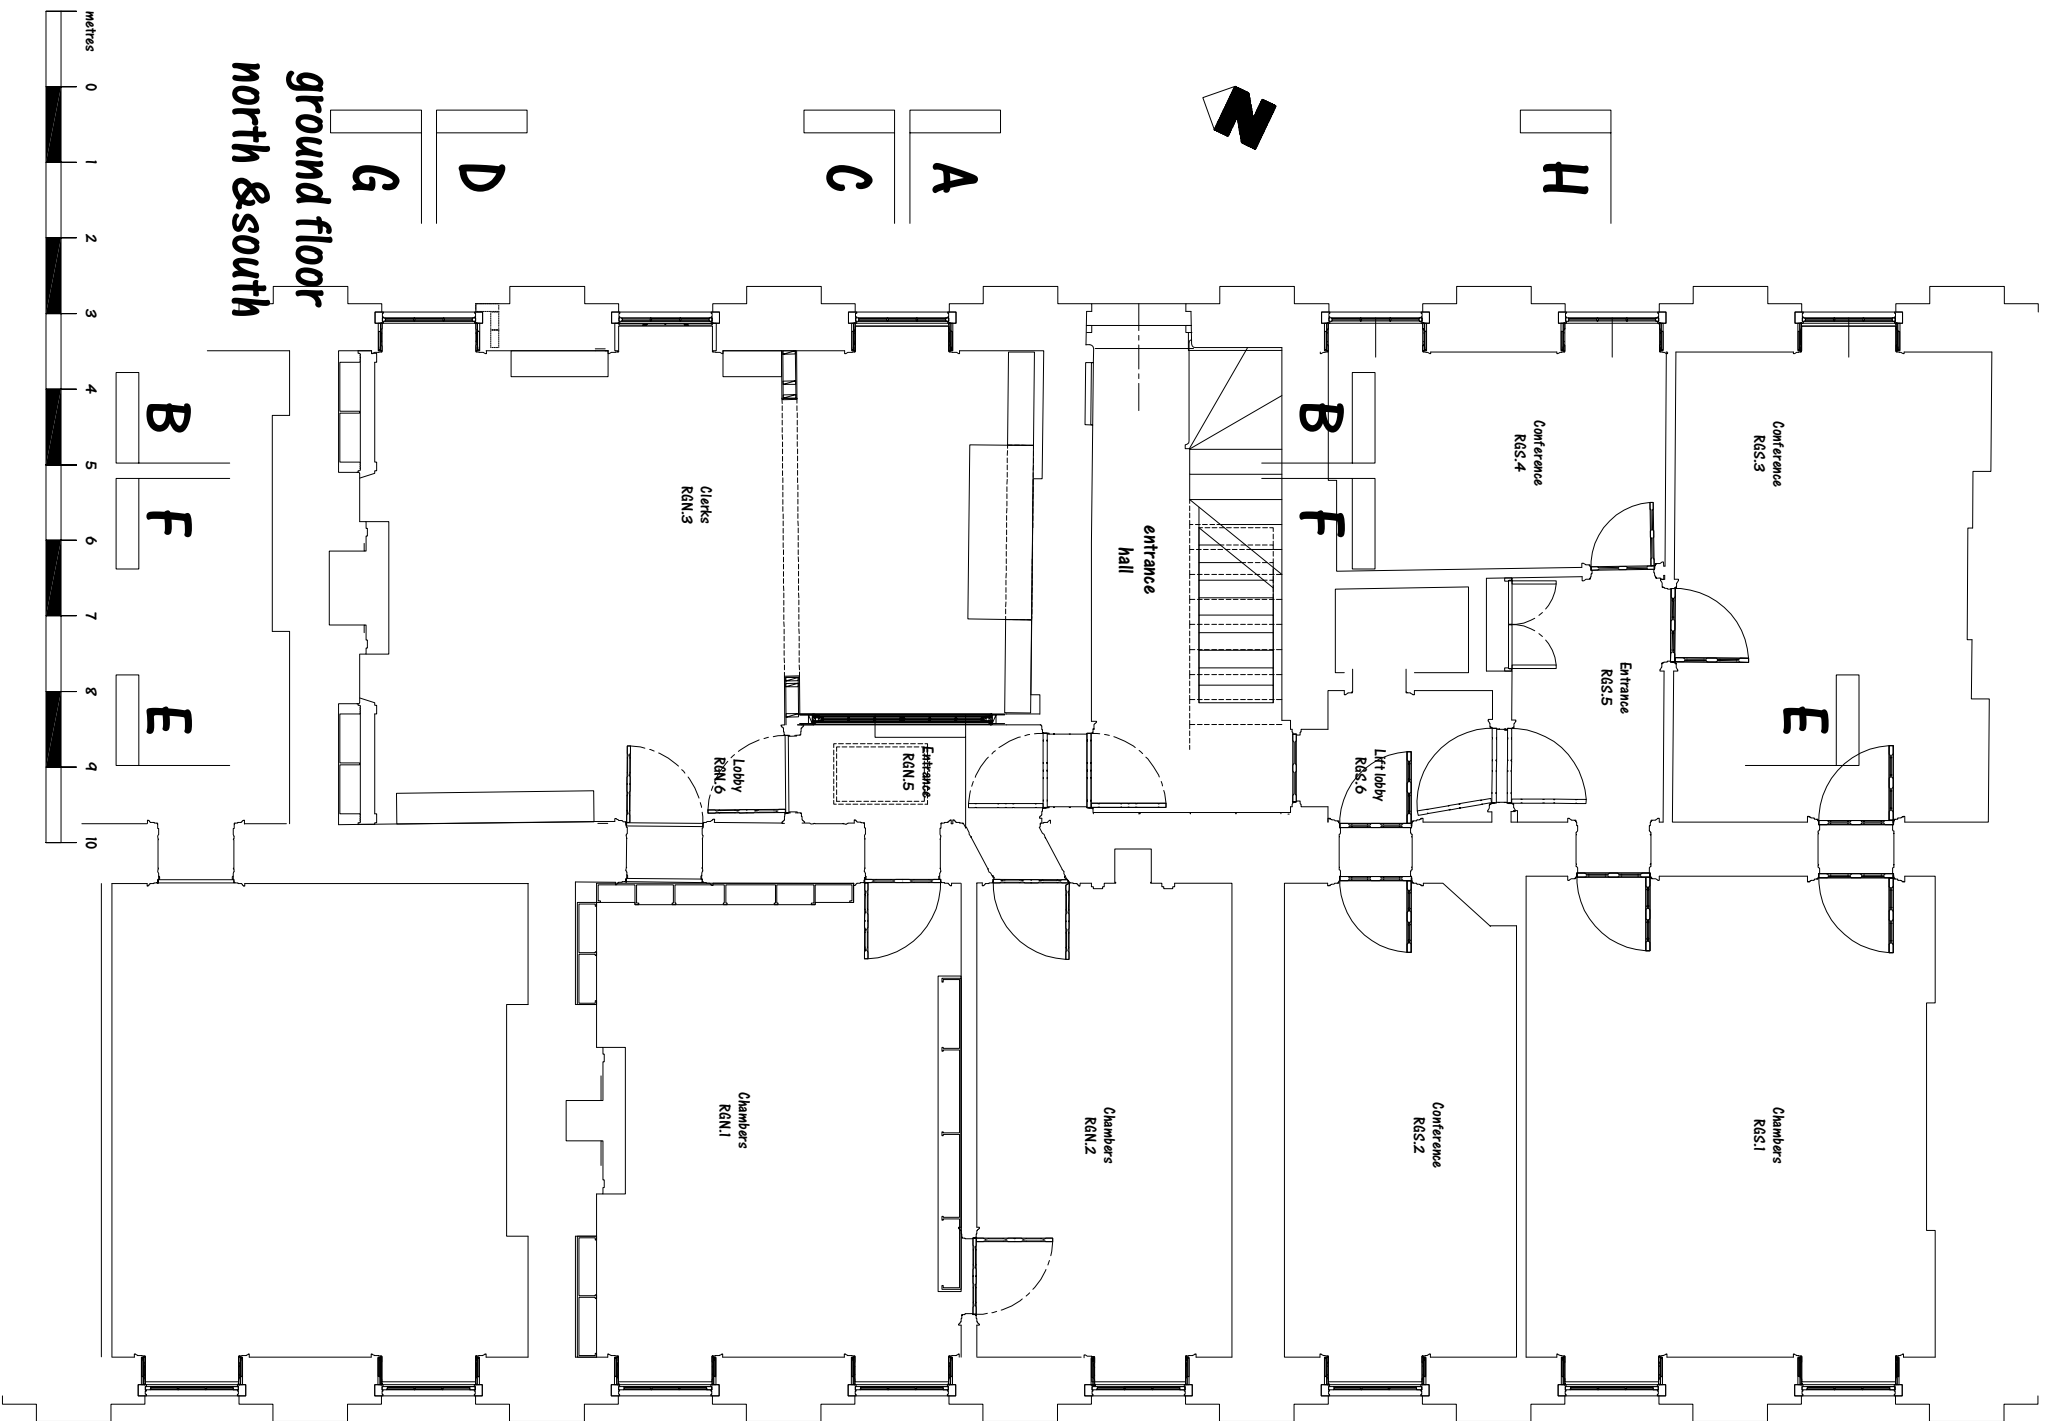 metres
0
1
2
3
4
5
6
7
8
9
10
ground floor
north &south
G
D
C
A
N
H
B
F
E
B
F
E
Clerks
RGN.3
entrance
hall
Conference
RGS.4
Conference
RGS.3
Entrance
RGS.5
Lobby
RGN.6
Entrance
RGN.5
Lift lobby
RGS.6
Chambers
RGN.1
Chambers
RGN.2
Conference
RGS.2
Chambers
RGS.1